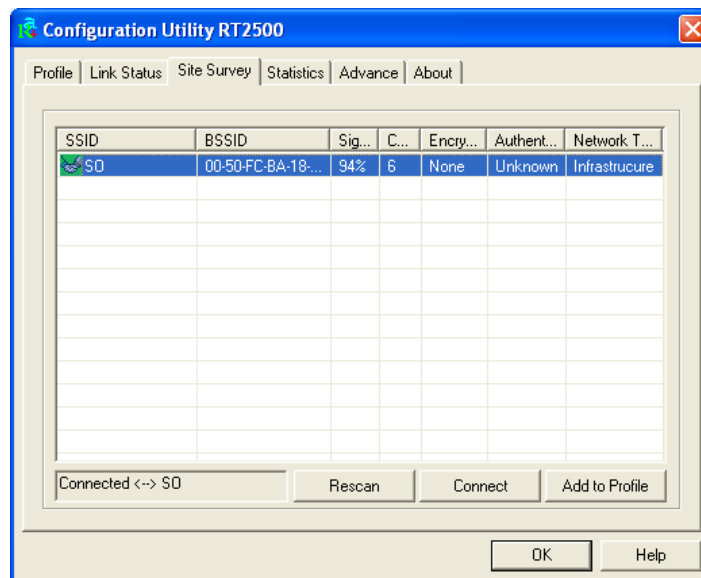 Configuration Utility RT2500
Profile Link Status Site Survey Statistics Advance About
SSID BSSID Sig... C... Encry... Authent... Network T...
SO 00-50-FC-BA-18-... 94% 6 None Unknown Infrastrucure
Connected <--> SO Rescan Connect Add to Profile
OK Help